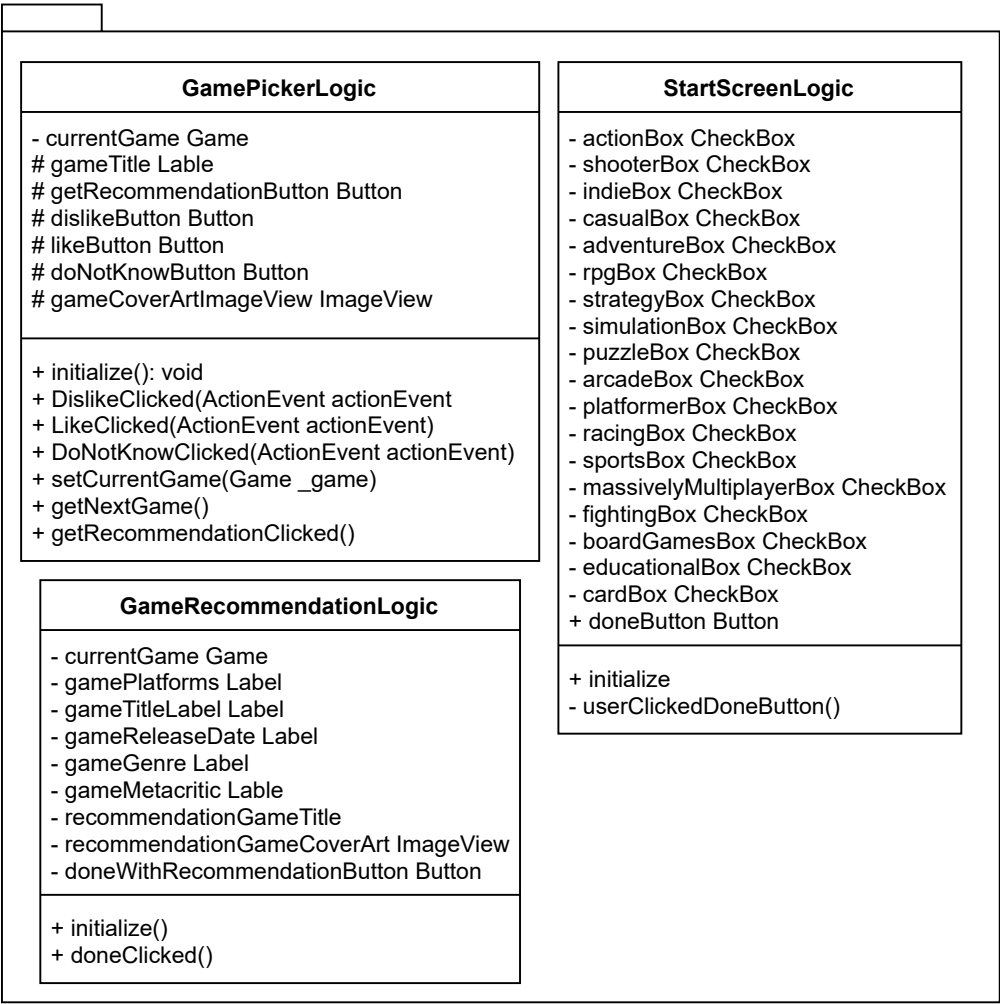 GamePickerLogic
- currentGame Game
# gameTitle Lable
# getRecommendationButton Button
# dislikeButton Button
# likeButton Button
# doNotKnowButton Button
# gameCoverArtImageView ImageView
+ initialize(): void
+ DislikeClicked(ActionEvent actionEvent
+ LikeClicked(ActionEvent actionEvent)
+ DoNotKnowClicked(ActionEvent actionEvent)
+ setCurrentGame(Game _game)
+ getNextGame()
+ getRecommendationClicked()
GameRecommendationLogic
- currentGame Game
- gamePlatforms Label
- gameTitleLabel Label
- gameReleaseDate Label
- gameGenre Label
- gameMetacritic Lable
- recommendationGameTitle
- recommendationGameCoverArt ImageView
- doneWithRecommendationButton Button
+ initialize()
+ doneClicked()
StartScreenLogic
- actionBox CheckBox
- shooterBox CheckBox
- indieBox CheckBox
- casualBox CheckBox
- adventureBox CheckBox
- rpgBox CheckBox
- strategyBox CheckBox
- simulationBox CheckBox
- puzzleBox CheckBox
- arcadeBox CheckBox
- platformerBox CheckBox
- racingBox CheckBox
- sportsBox CheckBox
- massivelyMultiplayerBox CheckBox
- fightingBox CheckBox
- boardGamesBox CheckBox
- educationalBox CheckBox
- cardBox CheckBox
+ doneButton Button
+ initialize
- userClickedDoneButton()